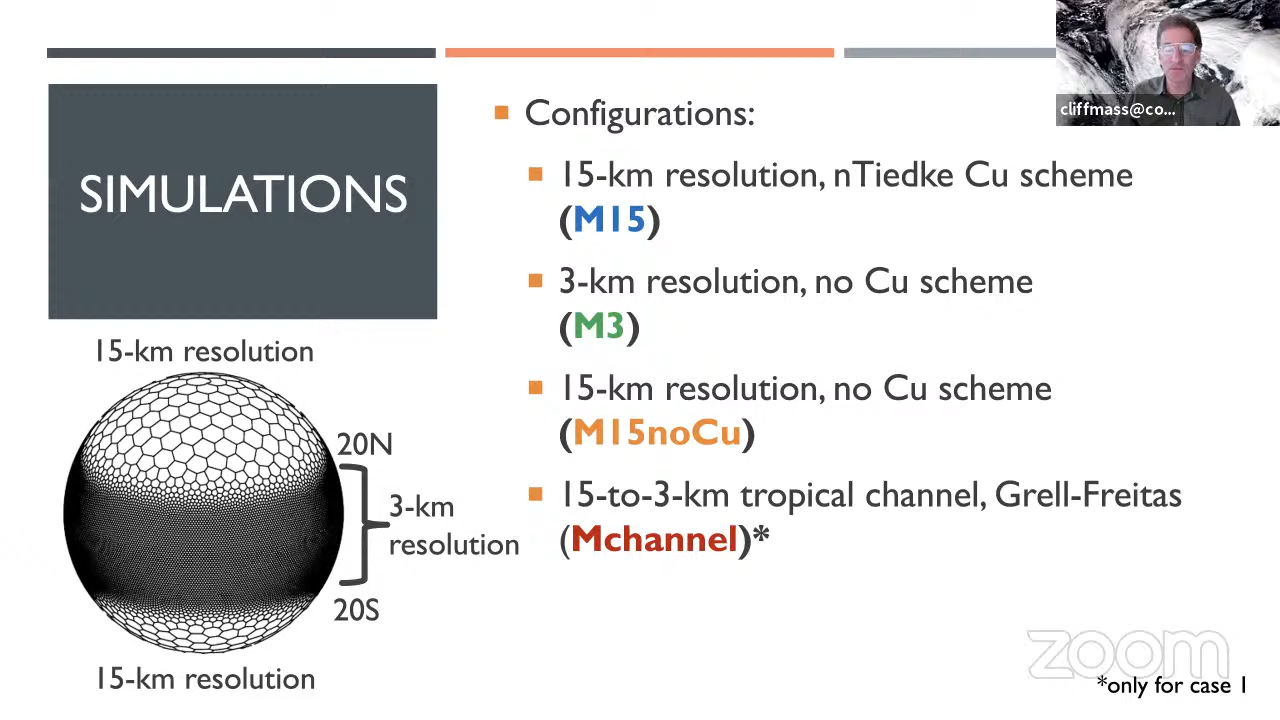 cliffmass@co...
SIMULATIONS
Configurations:
15-km resolution, nTiedke Cu scheme
(M15)
3-km resolution, no Cu scheme
(M3)
15-km resolution, no Cu scheme
(M15noCu)
15-to-3-km tropical channel, Grell-Freitas
(Mchannel)*
15-km resolution
20N
3-km
resolution
20S
15-km resolution
zoom
*only for case 1